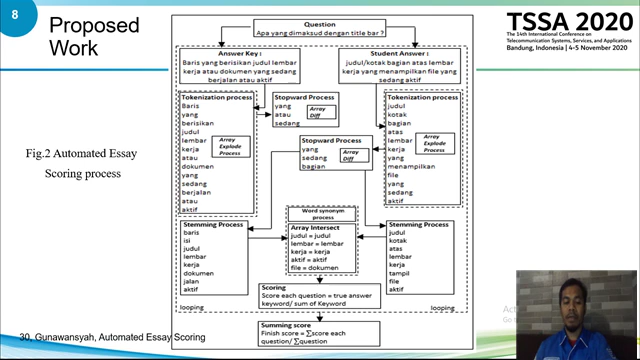 8
Proposed
Work
TSSA 2020
The 14th International Conference on
Telecommunication Systems, Services, and Applications
Bandung, Indonesia | 4-5 November 2020
Fig.2 Automated Essay
Scoring process
Question
Apa yang dimaksud dengan title bar ?
Answer Key :
Baris yang berisikan judul lembar
kerja atau dokumen yang sedang
berjalan atau aktif
Student Answer :
judul/kotak bagian atas lembar
kerja yang menampilkan file yang
sedang aktif
Tokenization process
Baris
yang
berisikan
judul
lembar
kerja
atau
dokumen
yang
sedang
berjalan
atau
aktif
Array
Explode
Process
Stopward Process
yang
atau
sedang
Array
Diff
Stopward Process
yang
sedang
bagian
Array
Diff
Tokenization process
judul
kotak
bagian
atas
lembar
kerja
yang
menampilkan
file
yang
sedang
aktif
Array
Explode
Process
Stemming Process
baris
isi
judul
lembar
kerja
dokumen
jalan
aktif
Word synonym
process
Array Intersect
judul = judul
lembar = lembar
kerja = kerja
aktif = aktif
file = dokumen
Stemming Process
judul
kotak
atas
lembar
kerja
tampil
file
aktif
looping
looping
Scoring
Score each question = true answer
keyword/ sum of Keyword
Summing score
Finish score = ∑score each
question/ ∑question
30, Gunawansyah, Automated Essay Scoring